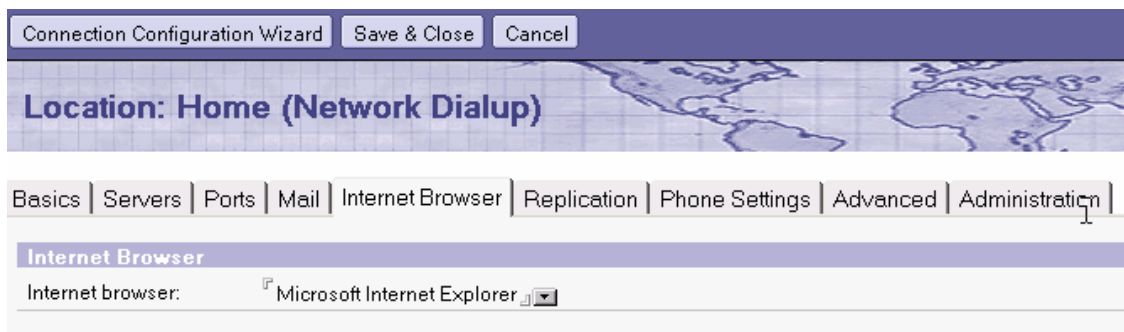 Connection Configuration Wizard Save & Close Cancel
Location: Home (Network Dialup)
Basics Servers Ports Mail Internet Browser Replication Phone Settings Advanced Administration
Internet Browser
Internet browser: Microsoft Internet Explorer